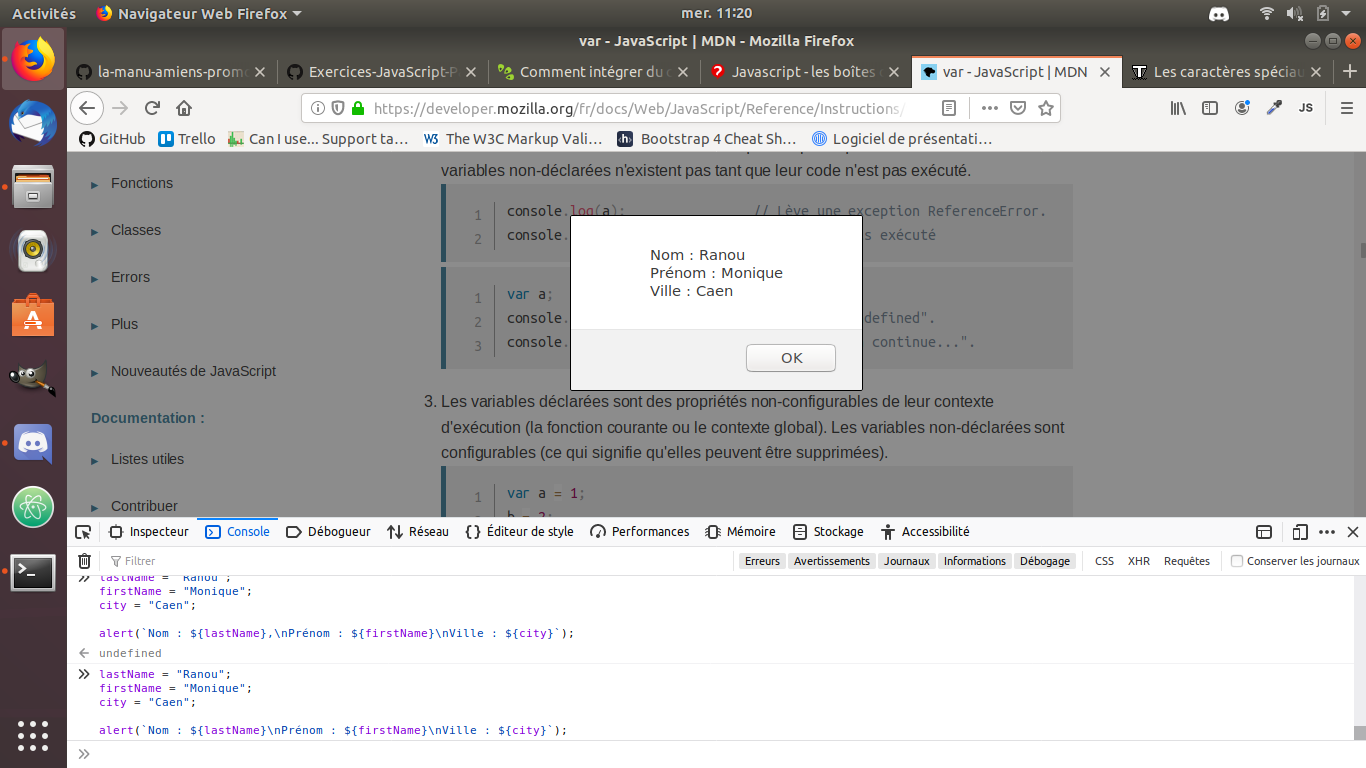 Activités
Navigateur Web Firefox
mer. 11:20
var - JavaScript | MDN - Mozilla Firefox
la-manu-amiens-prom
Exercices-JavaScript-P
Comment intégrer du
Javascript - les boîtes
var - JavaScript | MDN
Les caractères spéciau
https://developer.mozilla.org/fr/docs/Web/JavaScript/Reference/Instructions/
JS
GitHub
Trello
Can I use... Support ta…
The W3C Markup Vali…
Bootstrap 4 Cheat Sh…
Logiciel de présentati…
Fonctions
Classes
Errors
Plus
Nouveautés de JavaScript
Documentation :
Listes utiles
Contribuer
variables non-déclarées n'existent pas tant que leur code n'est pas exécuté.
1 console.log(a); // Lève une exception ReferenceError.
2 console. s exécuté
1 var a;
2 console. defined".
3 console. continue...".
Nom : Ranou
Prénom : Monique
Ville : Caen
OK
3. Les variables déclarées sont des propriétés non-configurables de leur contexte
d'exécution (la fonction courante ou le contexte global). Les variables non-déclarées sont
configurables (ce qui signifie qu'elles peuvent être supprimées).
1 var a = 1;
Inspecteur
Console
Débogueur
Réseau
Éditeur de style
Performances
Mémoire
Stockage
Accessibilité
Filtrer
Erreurs
Avertissements
Journaux
Informations
Débogage
CSS
XHR
Requêtes
Conserver les journaux
lastName = "Ranou";
firstName = "Monique";
city = "Caen";
alert(`Nom : ${lastName},\nPrénom : ${firstName}\nVille : ${city}`);
undefined
lastName = "Ranou";
firstName = "Monique";
city = "Caen";
alert(`Nom : ${lastName}\nPrénom : ${firstName}\nVille : ${city}`);